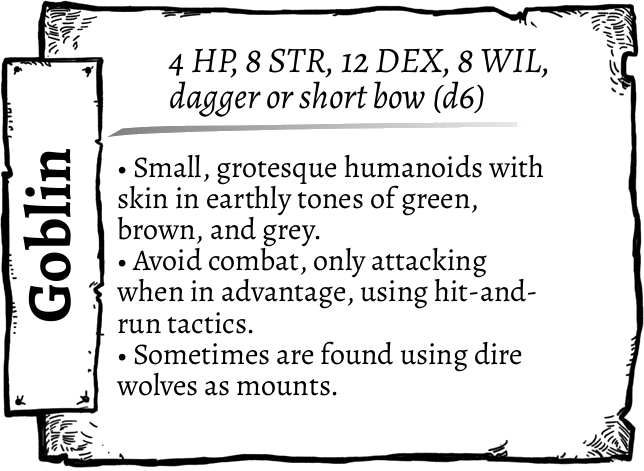 Goblin
4 HP, 8 STR, 12 DEX, 8 WIL,
dagger or short bow (d6)
• Small, grotesque humanoids with
skin in earthly tones of green,
brown, and grey.
• Avoid combat, only attacking
when in advantage, using hit-and-
run tactics.
• Sometimes are found using dire
wolves as mounts.